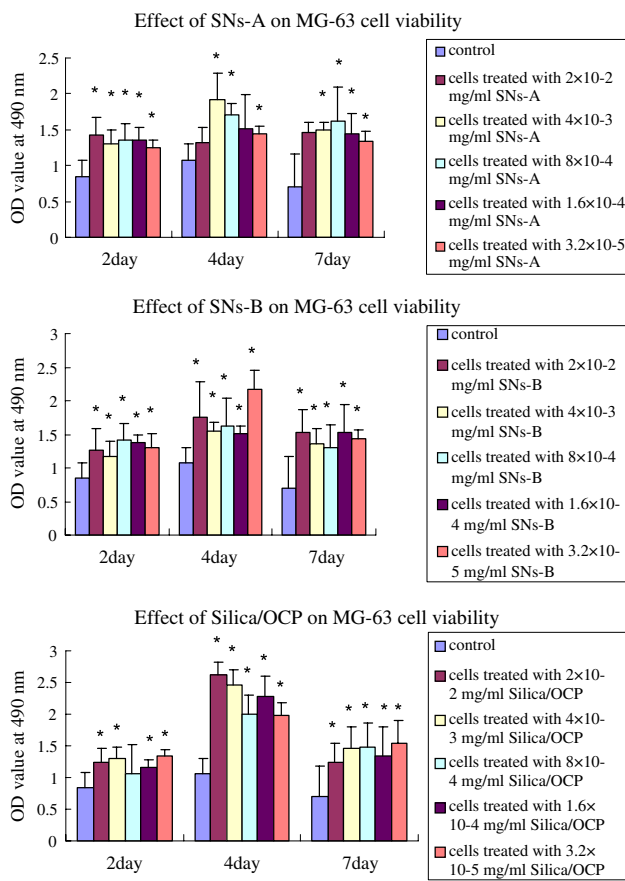 Effect of SNs-A on MG-63 cell viability
OD value at 490 nm
2.5
2
1.5
1
0.5
0
* * * * *
* * *
* * * *
2day 4day 7day
control
cells treated with 2×10-2
mg/ml SNs-A
cells treated with 4×10-3
mg/ml SNs-A
cells treated with 8×10-4
mg/ml SNs-A
cells treated with 1.6×10-4
mg/ml SNs-A
cells treated with 3.2×10-5
mg/ml SNs-A
Effect of SNs-B on MG-63 cell viability
OD value at 490 nm
3
2.5
2
1.5
1
0.5
0
* * * * *
* * * * *
* * * * *
2day 4day 7day
control
cells treated with 2×10-2
mg/ml SNs-B
cells treated with 4×10-3
mg/ml SNs-B
cells treated with 8×10-4
mg/ml SNs-B
cells treated with 1.6×10-
4 mg/ml SNs-B
cells treated with 3.2×10-
5 mg/ml SNs-B
Effect of Silica/OCP on MG-63 cell viability
OD value at 490 nm
3
2.5
2
1.5
1
0.5
0
* * * *
* * * * *
* * * * *
2day 4day 7day
control
cells treated with 2×10-
2 mg/ml Silica/OCP
cells treated with 4×10-
3 mg/ml Silica/OCP
cells treated with 8×10-
4 mg/ml Silica/OCP
cells treated with 1.6×
10-4 mg/ml Silica/OCP
cells treated with 3.2×
10-5 mg/ml Silica/OCP